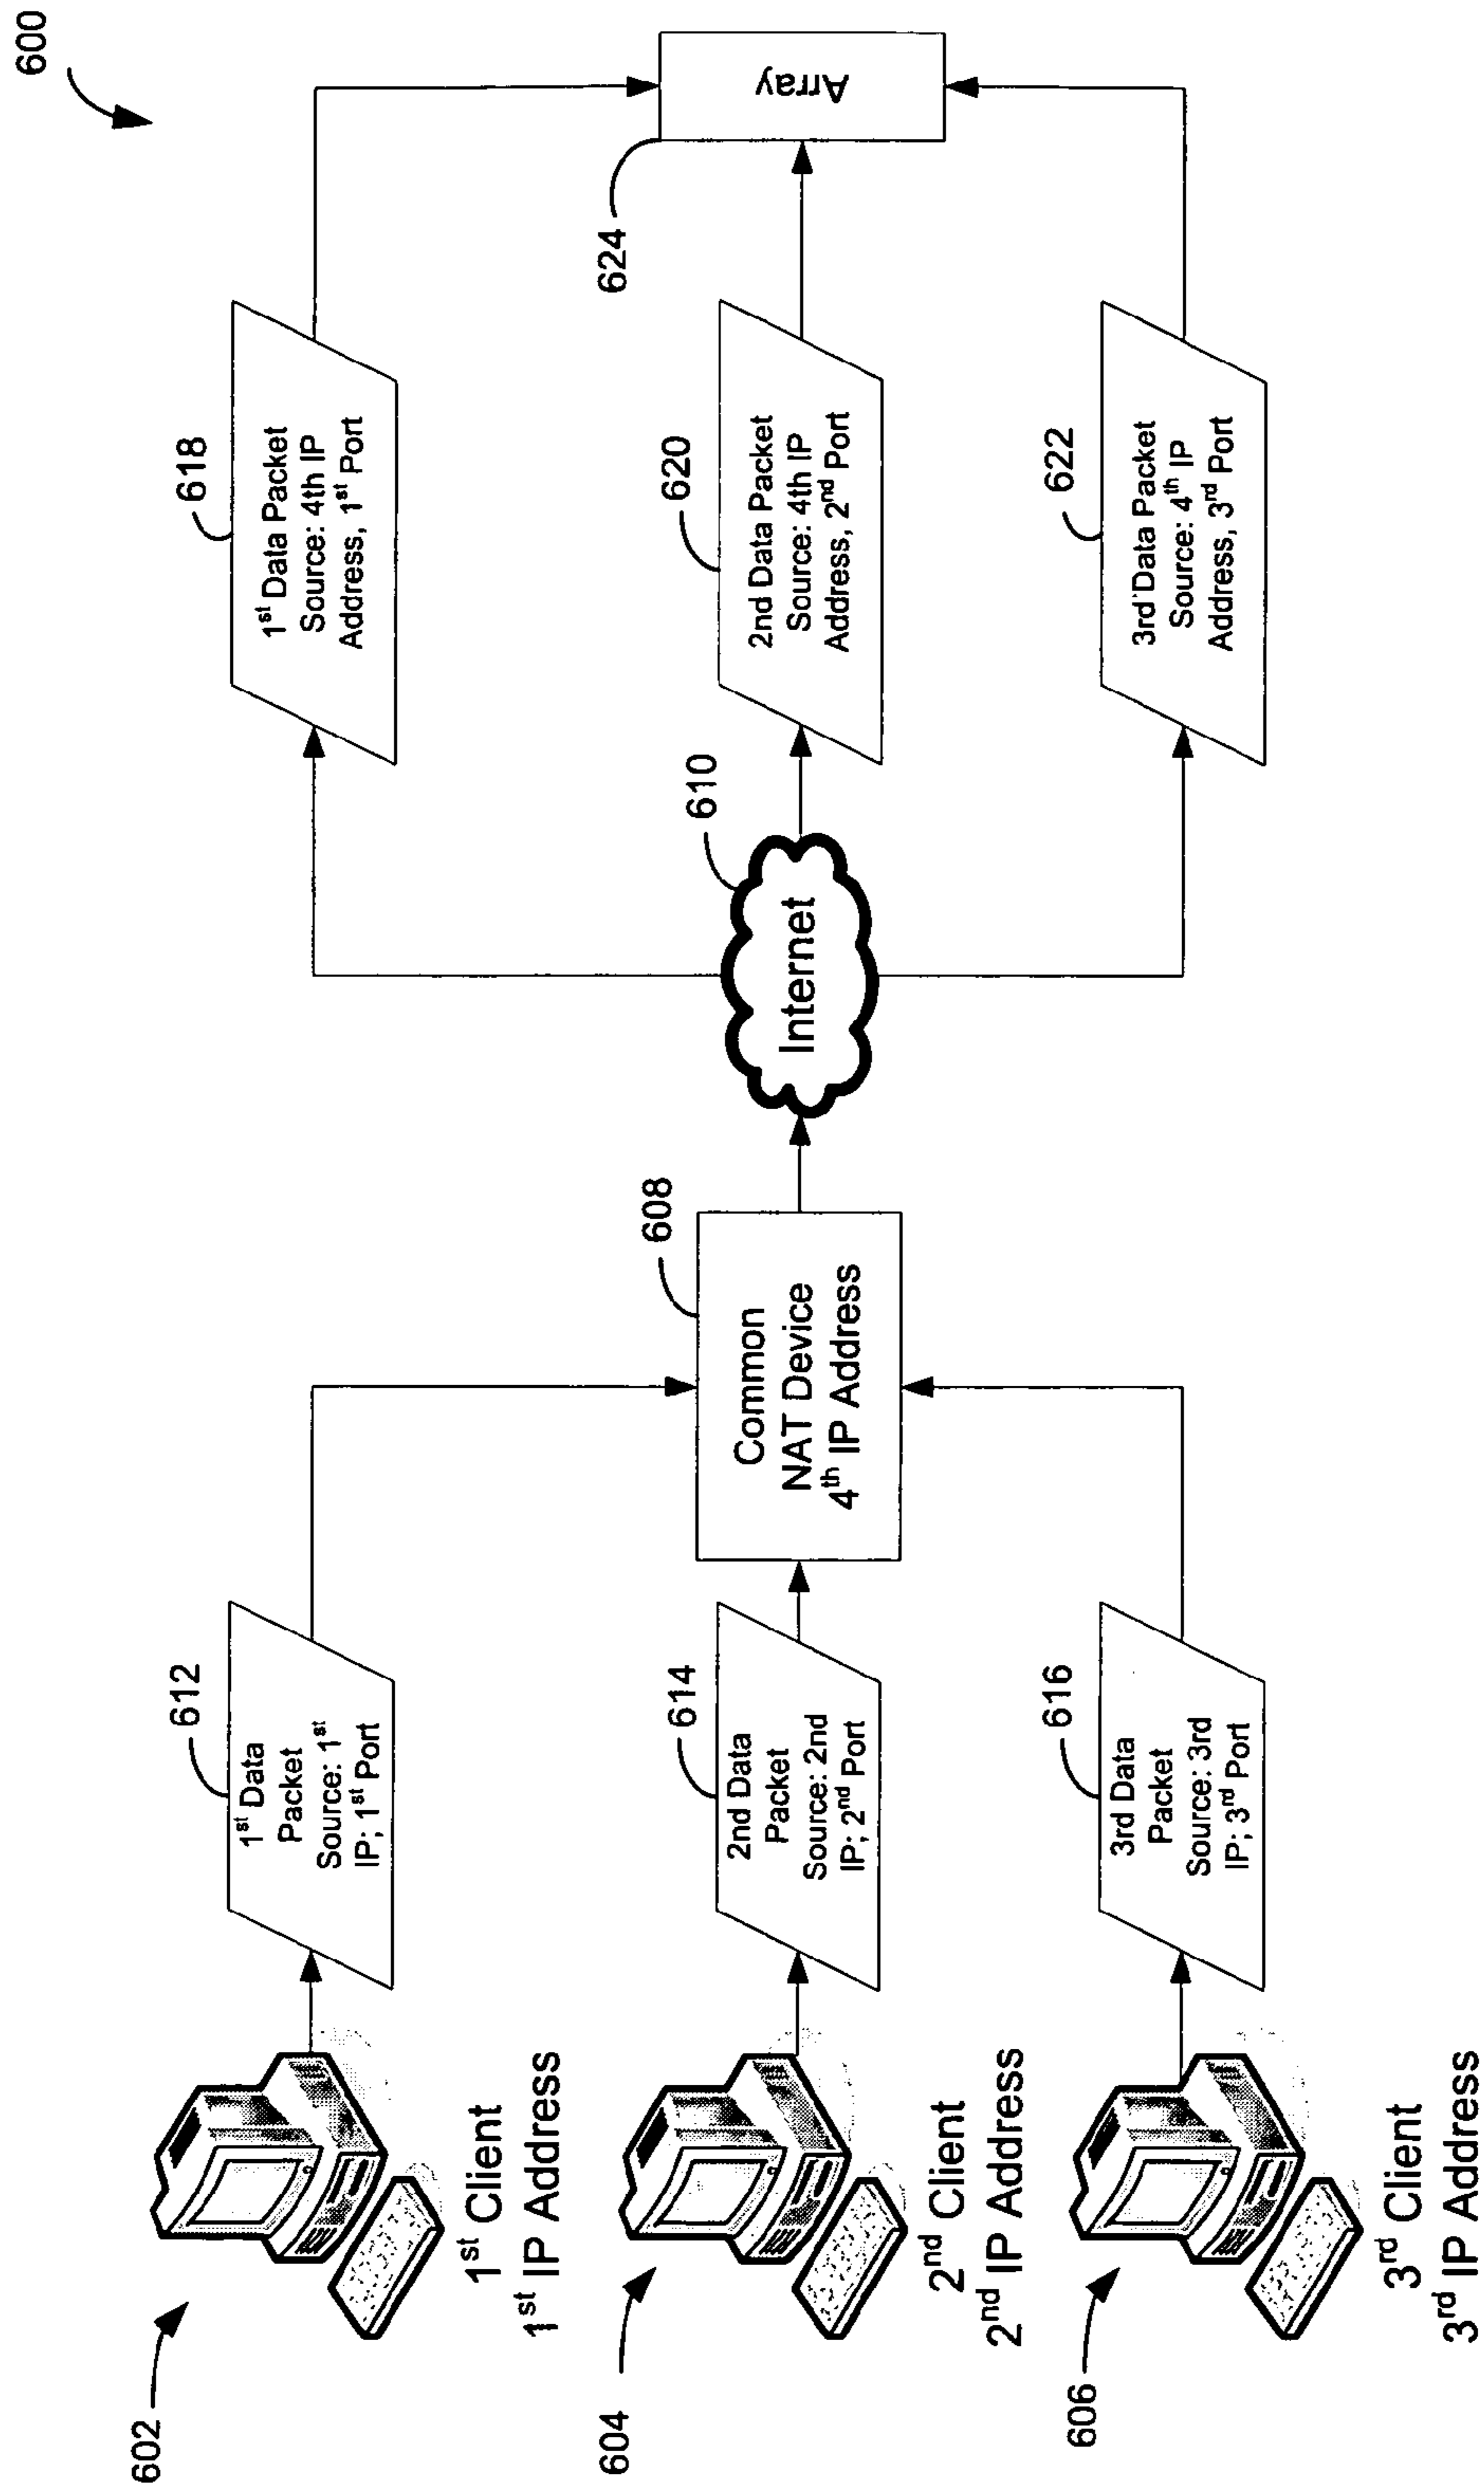 600
602
1st Client
1st IP Address
612
1st Data
Packet
Source: 1st
IP; 1st Port
618
1st Data Packet
Source: 4th IP
Address, 1st Port
604
2nd Client
2nd IP Address
614
2nd Data
Packet
Source: 2nd
IP; 2nd Port
608
Common
NAT Device
4th IP Address
610
Internet
620
2nd Data Packet
Source: 4th IP
Address, 2nd Port
624
Array
606
3rd Client
3rd IP Address
616
3rd Data
Packet
Source: 3rd
IP; 3rd Port
622
3rd Data Packet
Source: 4th IP
Address, 3rd Port